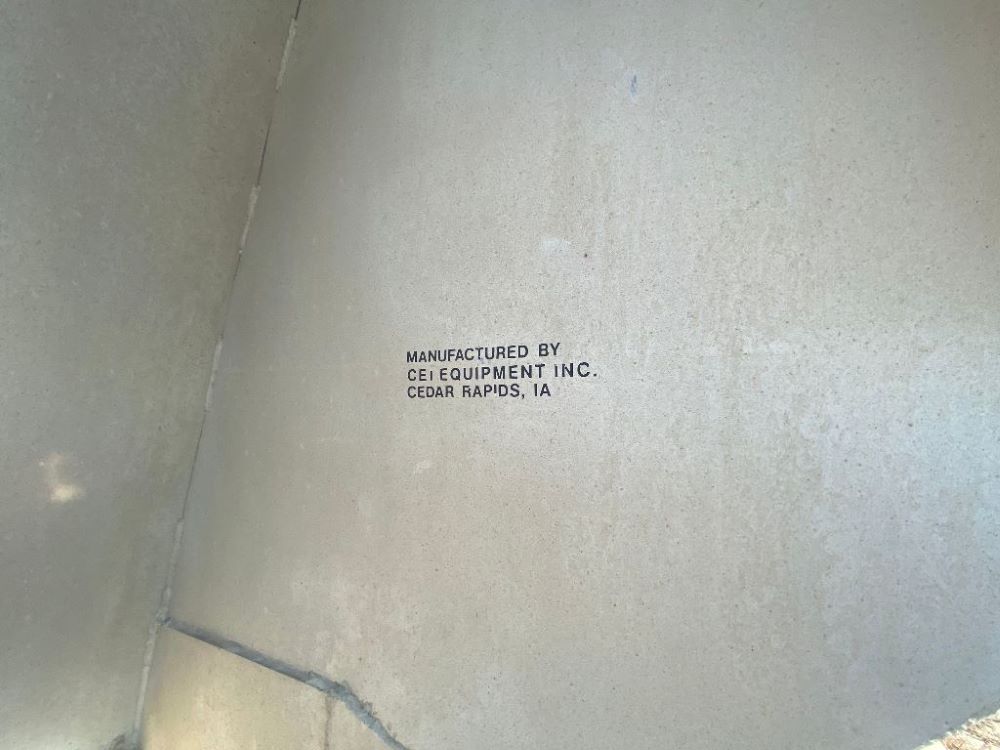 MANUFACTURED BY
CEI EQUIPMENT INC.
CEDAR RAPIDS, IA